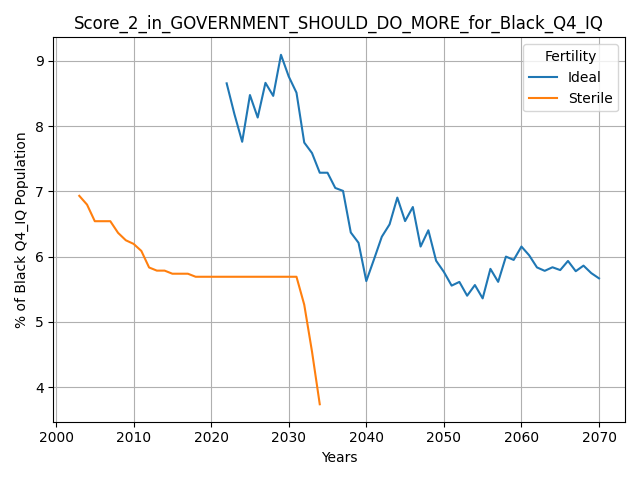 Score_2_in_GOVERNMENT_SHOULD_DO_MORE_for_Black_Q4_IQ
Fertility
Ideal
Sterile
% of Black Q4_IQ Population
9
8
7
6
5
4
2000 2010 2020 2030 2040 2050 2060 2070
Years